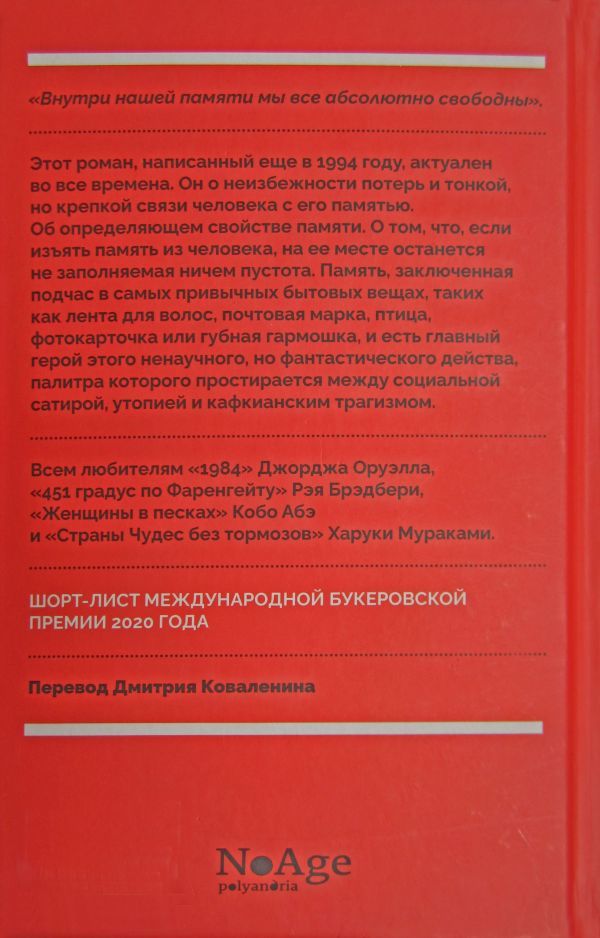 «Внутри нашей памяти мы все абсолютно свободны».
Этот роман, написанный еще в 1994 году, актуален
во все времена. Он о неизбежности потерь и тонкой,
но крепкой связи человека с его памятью.
Об определяющем свойстве памяти. О том, что, если
изъять память из человека, на ее месте останется
не заполняемая ничем пустота. Память, заключенная
подчас в самых привычных бытовых вещах, таких
как лента для волос, почтовая марка, птица,
фотокарточка или губная гармошка, и есть главный
герой этого ненаучного, но фантастического действа,
палитра которого простирается между социальной
сатирой, утопией и кафкианским трагизмом.
Всем любителям «1984» Джорджа Оруэлла,
«451 градус по Фаренгейту» Рэя Брэдбери,
«Женщины в песках» Кобо Абэ
и «Страны Чудес без тормозов» Харуки Мураками.
ШОРТ-ЛИСТ МЕЖДУНАРОДНОЙ БУКЕРОВСКОЙ
ПРЕМИИ 2020 ГОДА
Перевод Дмитрия Коваленина
NoAge
polyandria